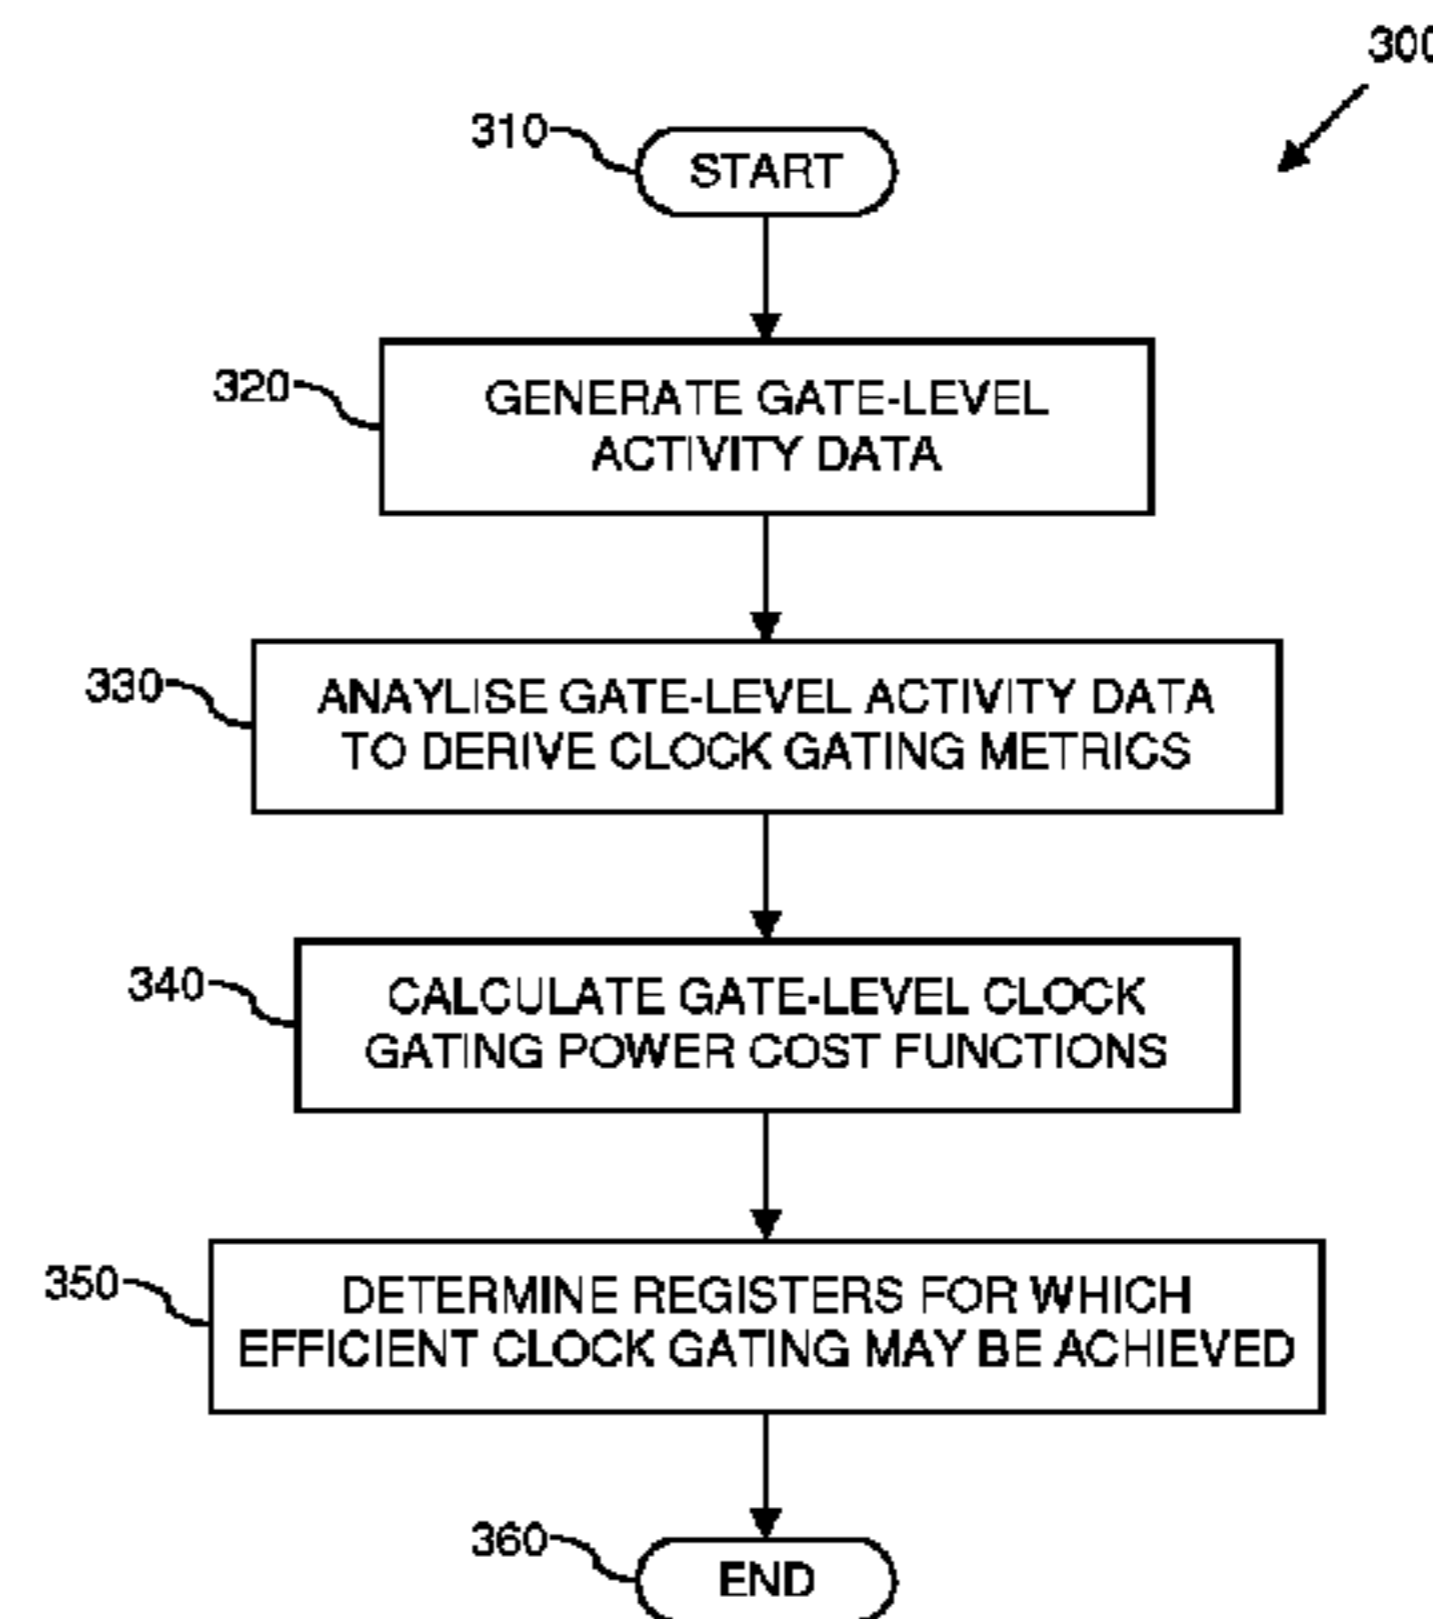 300
310
START
320
GENERATE GATE-LEVEL
ACTIVITY DATA
330
ANAYLISE GATE-LEVEL ACTIVITY DATA
TO DERIVE CLOCK GATING METRICS
340
CALCULATE GATE-LEVEL CLOCK
GATING POWER COST FUNCTIONS
350
DETERMINE REGISTERS FOR WHICH
EFFICIENT CLOCK GATING MAY BE ACHIEVED
360
END